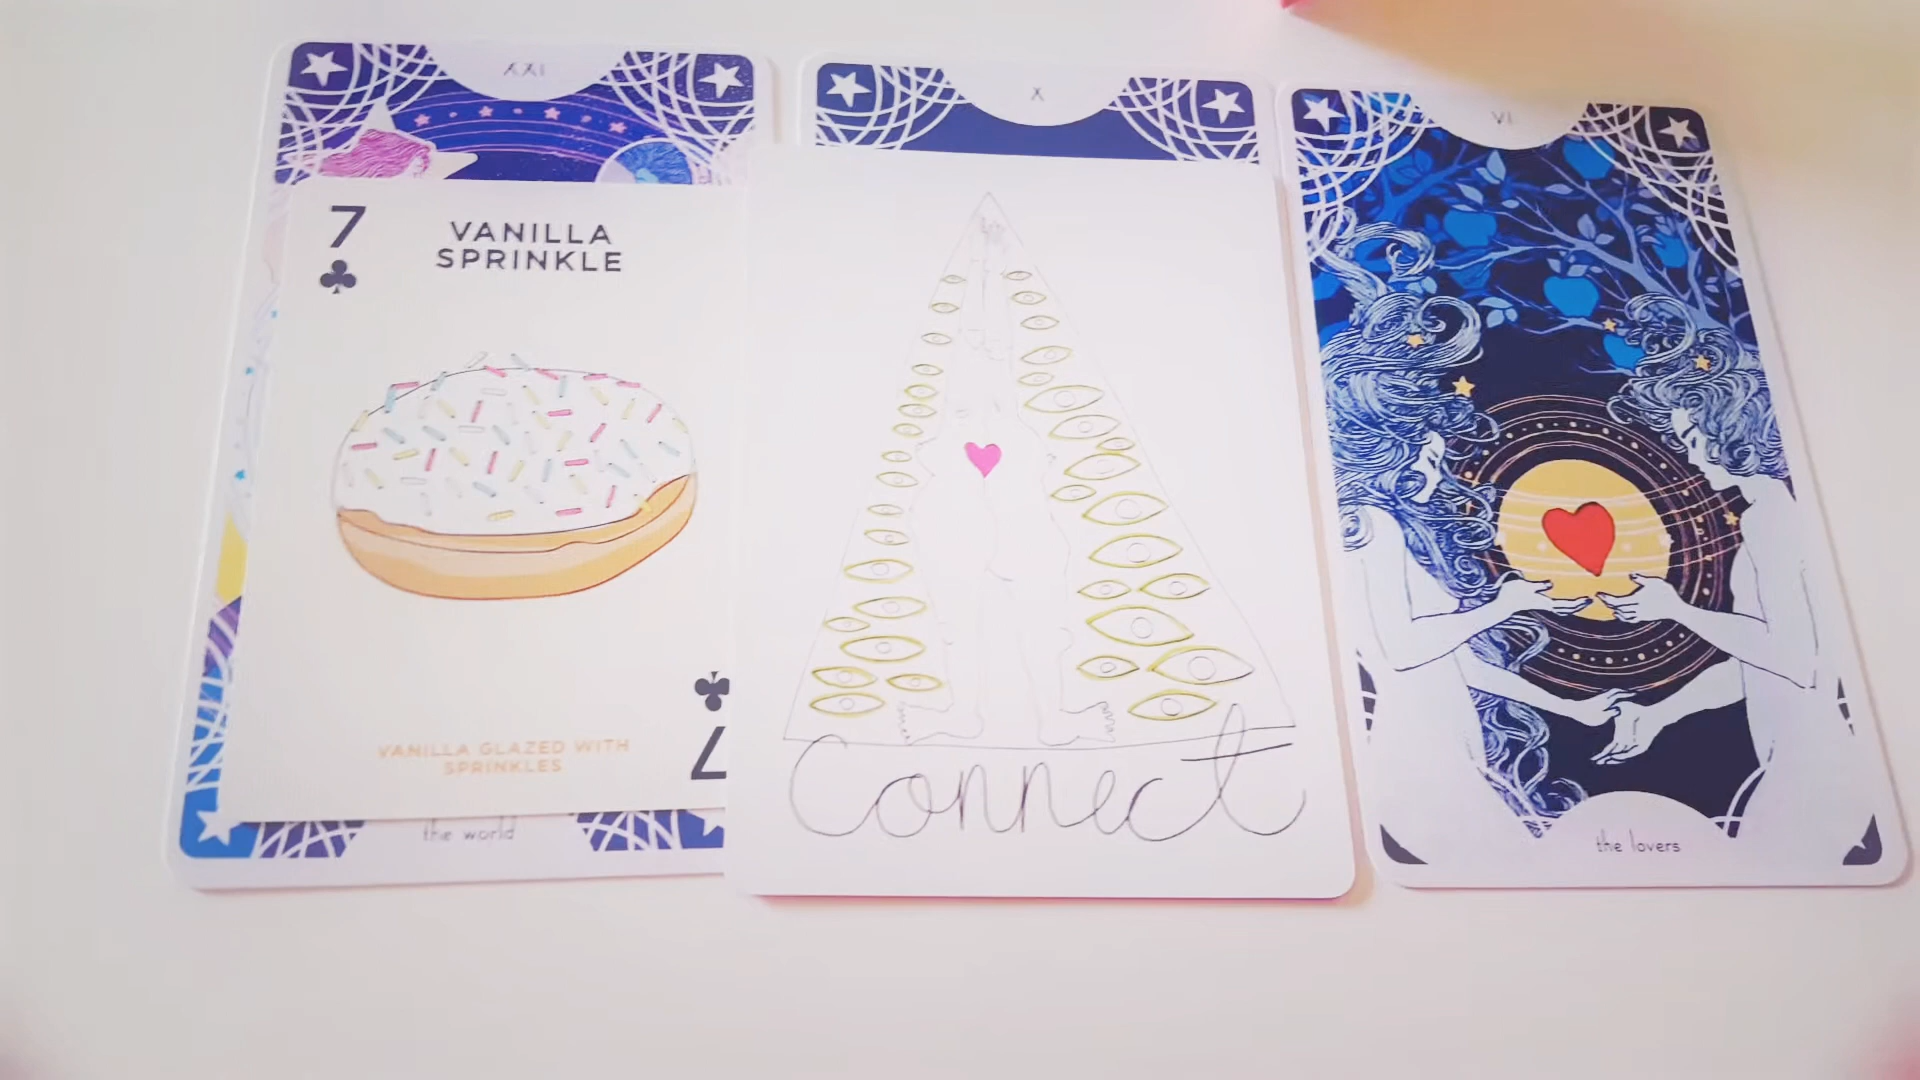 XXI
X
VI
7
VANILLA
SPRINKLE
VANILLA GLAZED WITH
SPRINKLES
7
the world
Connect
the lovers